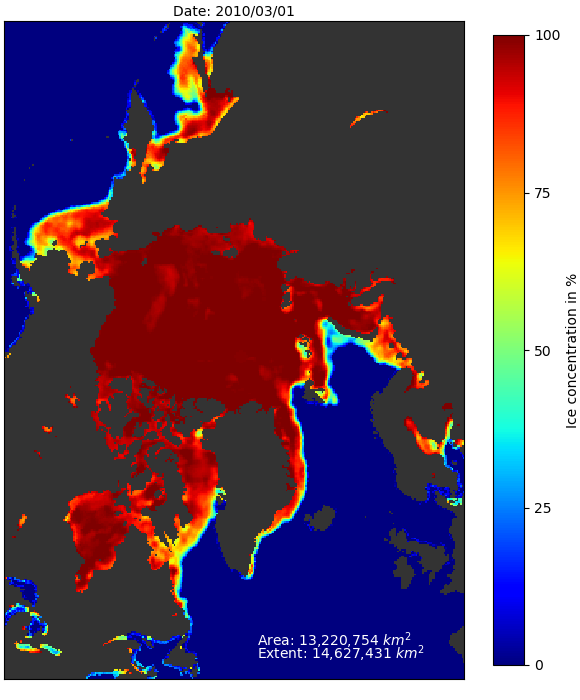 Date: 2010/03/01
100
75
50
25
0
Ice concentration in %
Area: 13,220,754 km²
Extent: 14,627,431 km²